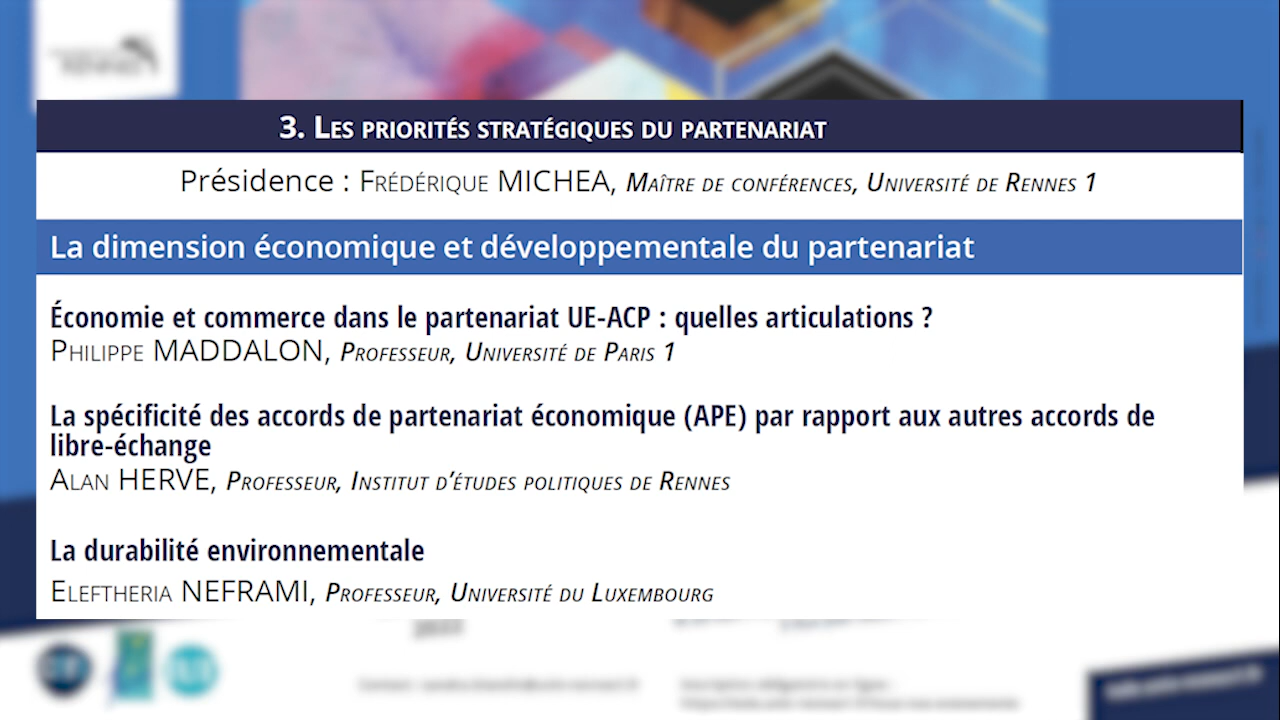 3. Les priorités stratégiques du partenariat
Présidence : Frédérique MICHEA, Maître de conférences, Université de Rennes 1
La dimension économique et développementale du partenariat
Économie et commerce dans le partenariat UE-ACP : quelles articulations ?
Philippe MADDALON, Professeur, Université de Paris 1
La spécificité des accords de partenariat économique (APE) par rapport aux autres accords de
libre-échange
Alan HERVE, Professeur, Institut d’études politiques de Rennes
La durabilité environnementale
Eleftheria NEFRAMI, Professeur, Université du Luxembourg